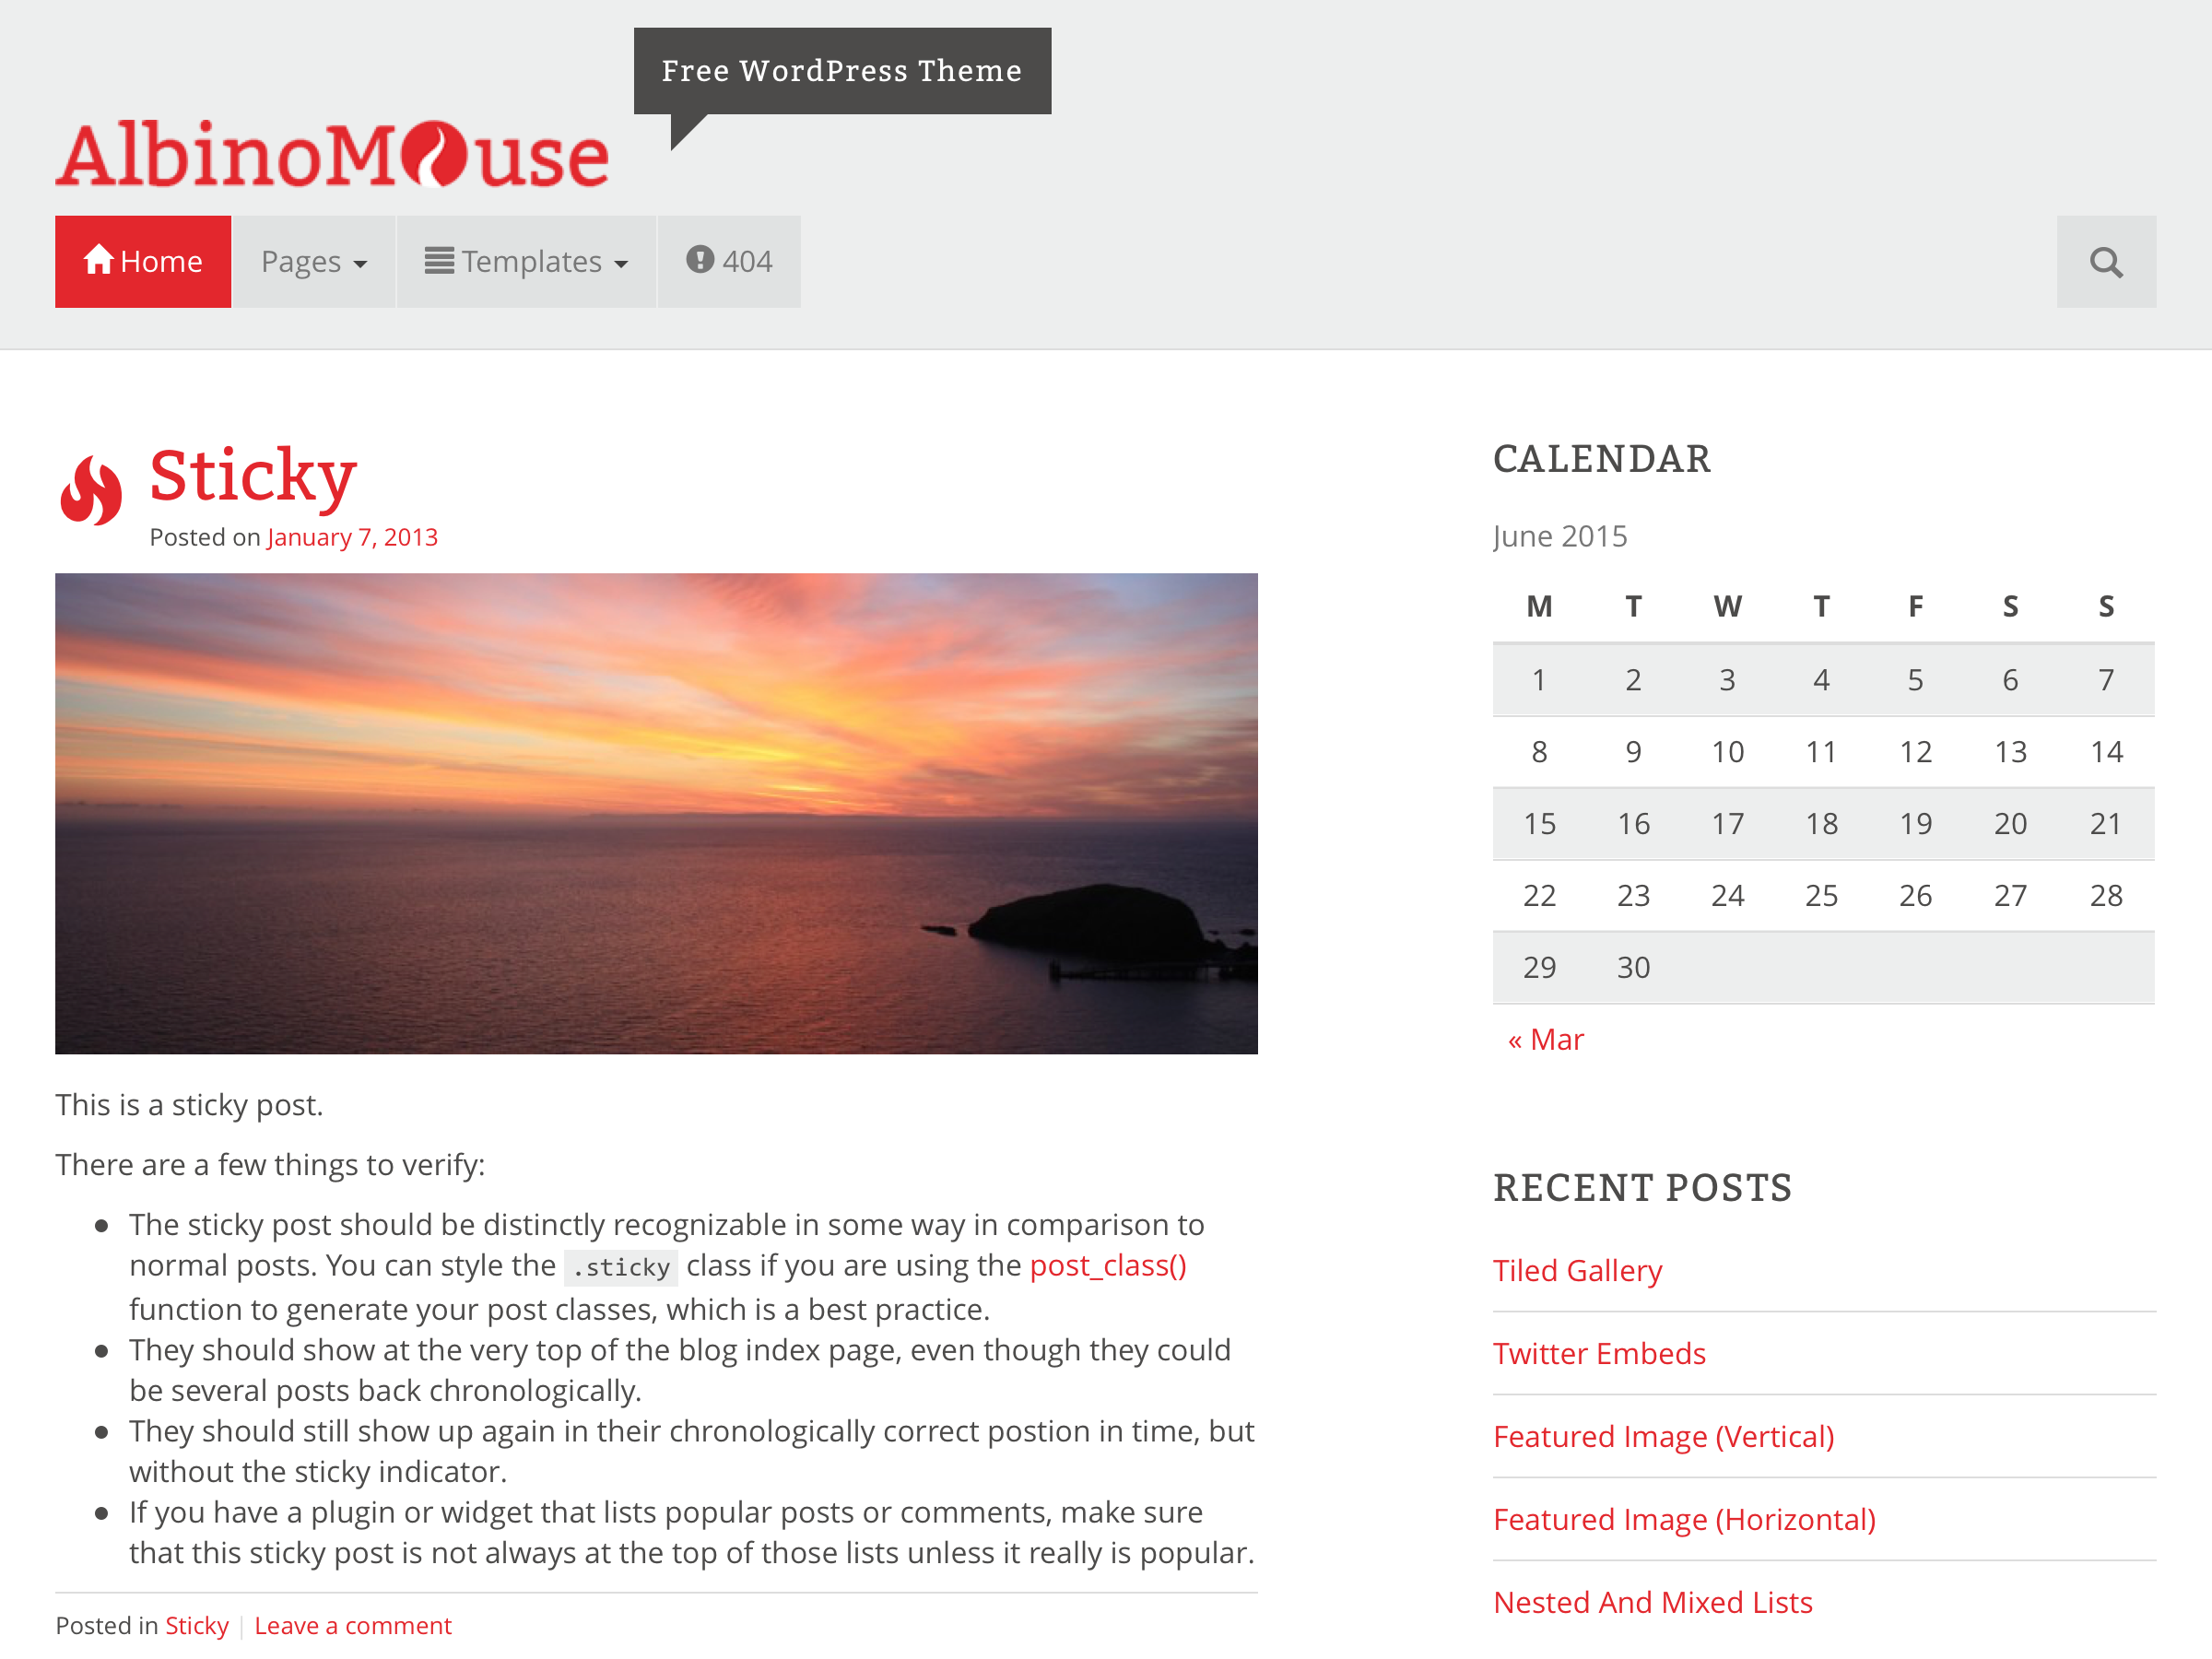 Free WordPress Theme
AlbinoMouse
Home Pages Templates 404
Sticky
Posted on January 7, 2013
This is a sticky post.
There are a few things to verify:
The sticky post should be distinctly recognizable in some way in comparison to
normal posts. You can style the .sticky class if you are using the post_class()
function to generate your post classes, which is a best practice.
They should show at the very top of the blog index page, even though they could
be several posts back chronologically.
They should still show up again in their chronologically correct postion in time, but
without the sticky indicator.
If you have a plugin or widget that lists popular posts or comments, make sure
that this sticky post is not always at the top of those lists unless it really is popular.
Posted in Sticky | Leave a comment
CALENDAR
June 2015
M T W T F S S
1 2 3 4 5 6 7
8 9 10 11 12 13 14
15 16 17 18 19 20 21
22 23 24 25 26 27 28
29 30
« Mar
RECENT POSTS
Tiled Gallery
Twitter Embeds
Featured Image (Vertical)
Featured Image (Horizontal)
Nested And Mixed Lists